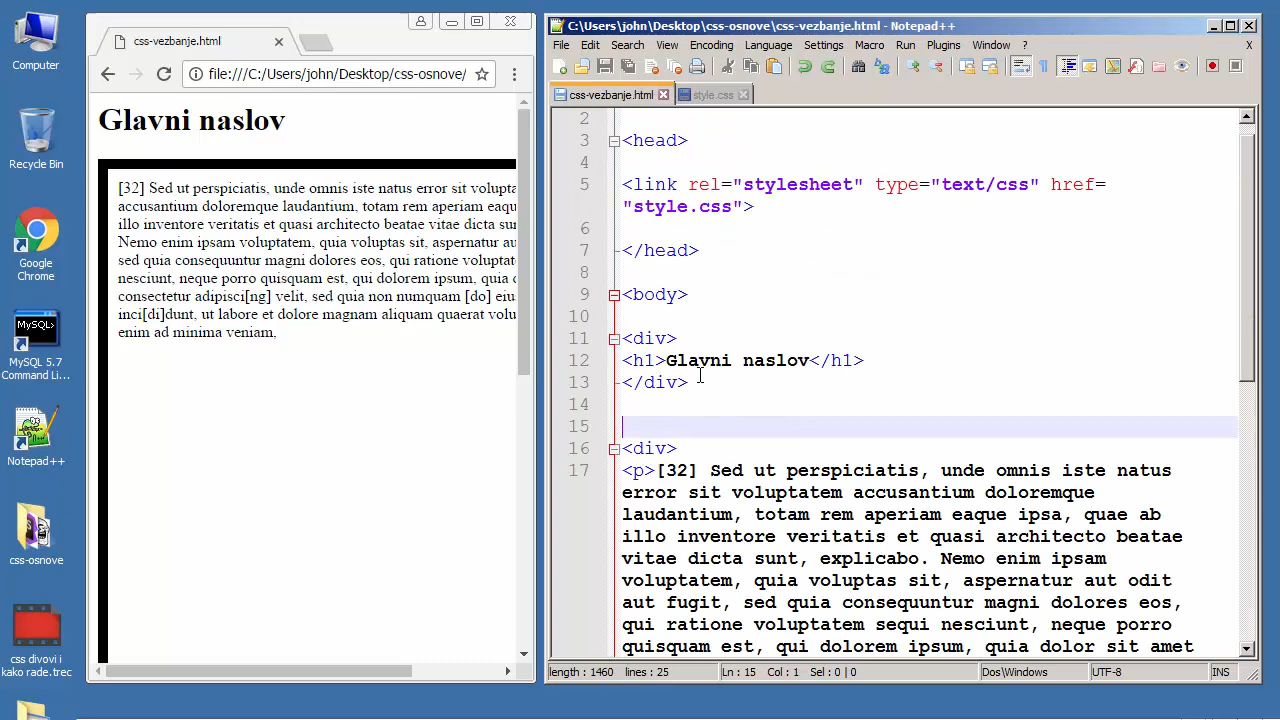 Computer
Recycle Bin
Google
Chrome
MySQL>
MySQL 5.7
Command Li...
Notepad++
css-osnove
css divovi i
kako rade.trec
css-vezbanje.html
file:///C:/Users/john/Desktop/css-osnove/
Glavni naslov
[32] Sed ut perspiciatis, unde omnis iste natus error sit volupta
accusantium doloremque laudantium, totam rem aperiam eaqu
illo inventore veritatis et quasi architecto beatae vitae dicta su
Nemo enim ipsam voluptatem, quia voluptas sit, aspernatur au
sed quia consequuntur magni dolores eos, qui ratione voluptat
nesciunt, neque porro quisquam est, qui dolorem ipsum, quia d
consectetur adipisci[ng] velit, sed quia non numquam [do] eius
inci[di]dunt, ut labore et dolore magnam aliquam quaerat volu
enim ad minima veniam,
C:\Users\john\Desktop\css-osnove\css-vezbanje.html - Notepad++
File Edit Search View Encoding Language Settings Macro Run Plugins Window ? X
css-vezbanje.html style.css
2
3 <head>
4
5 <link rel="stylesheet" type="text/css" href=
"style.css">
6
7 </head>
8
9 <body>
10
11 <div>
12 <h1>Glavni naslov</h1>
13 </div>
14
15
16 <div>
17 <p>[32] Sed ut perspiciatis, unde omnis iste natus
error sit voluptatem accusantium doloremque
laudantium, totam rem aperiam eaque ipsa, quae ab
illo inventore veritatis et quasi architecto beatae
vitae dicta sunt, explicabo. Nemo enim ipsam
voluptatem, quia voluptas sit, aspernatur aut odit
aut fugit, sed quia consequuntur magni dolores eos,
qui ratione voluptatem sequi nesciunt, neque porro
quisquam est, qui dolorem ipsum, quia dolor sit amet
length : 1460 lines : 25 Ln : 15 Col : 1 Sel : 0 | 0 Dos\Windows UTF-8 INS